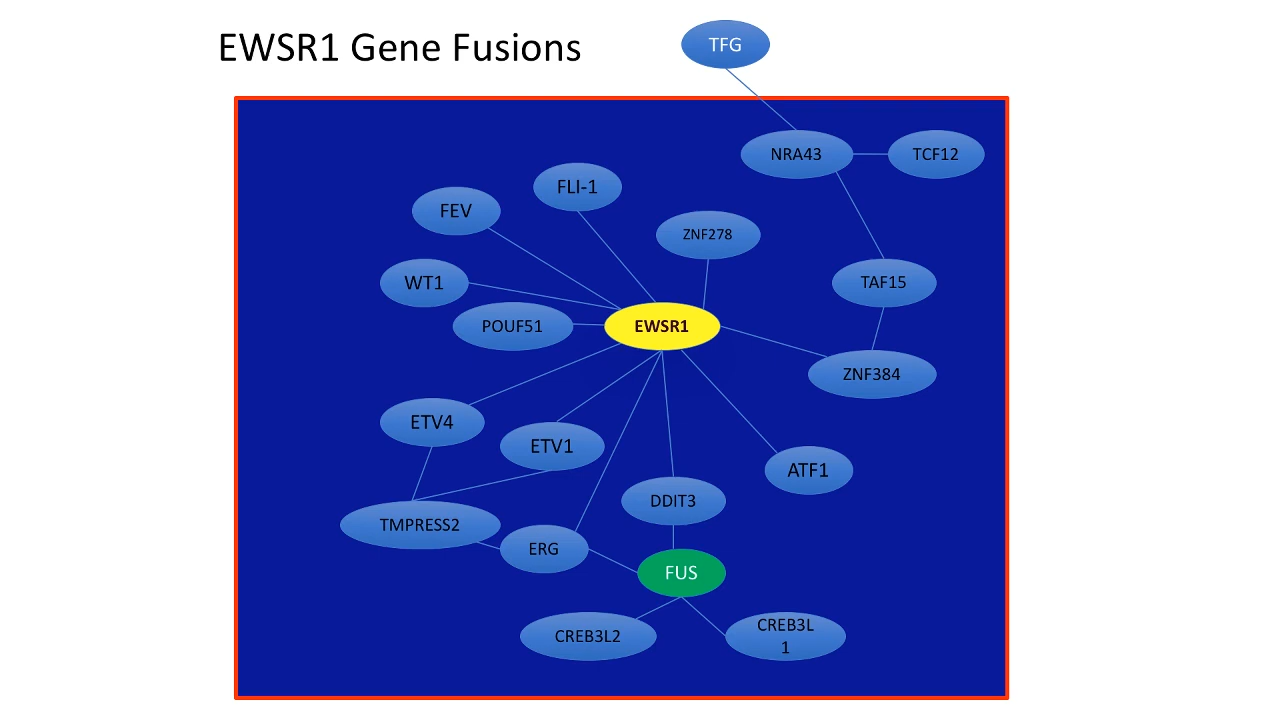 EWSR1 Gene Fusions
TFG
NRA43
TCF12
FLI-1
FEV
ZNF278
WT1
TAF15
POUF51
EWSR1
ZNF384
ETV4
ETV1
ATF1
DDIT3
TMPRESS2
ERG
FUS
CREB3L2
CREB3L
1